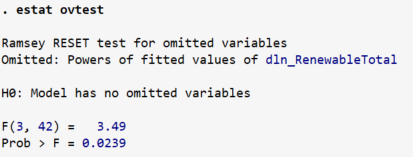 . estat ovtest
Ramsey RESET test for omitted variables
Omitted: Powers of fitted values of dln_RenewableTotal
H0: Model has no omitted variables
F(3, 42) =   3.49
Prob > F = 0.0239